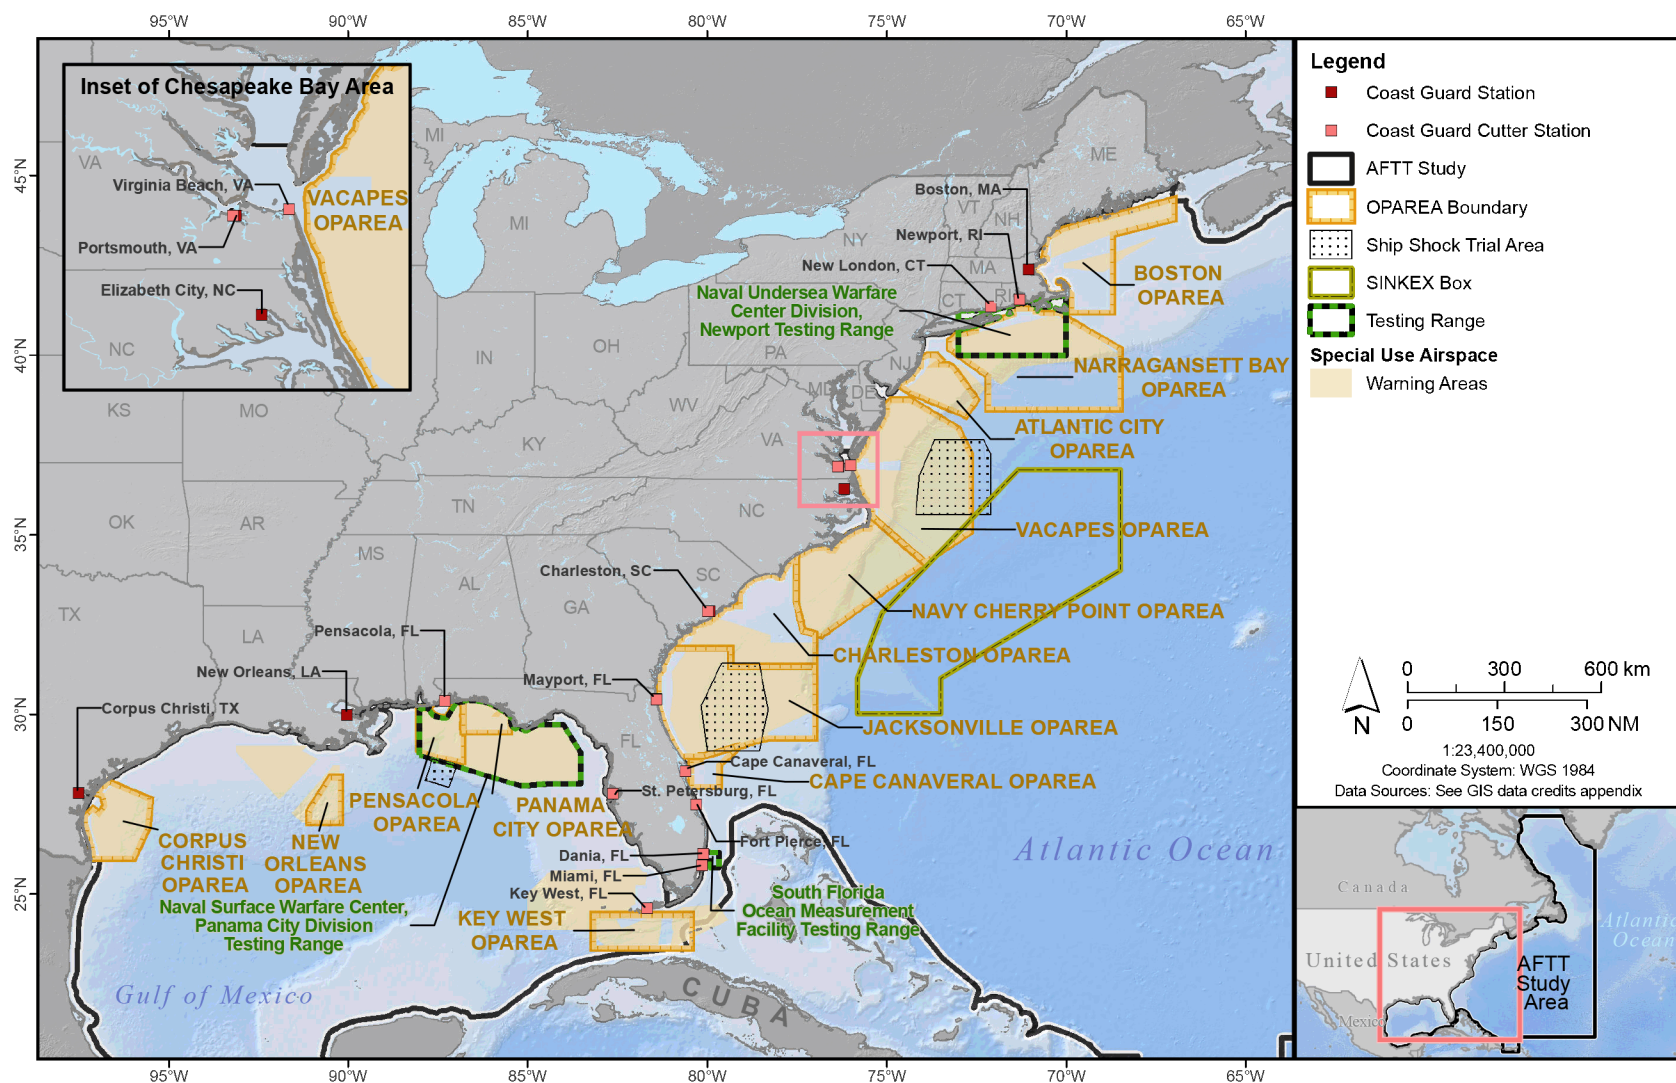 95°W 90°W 85°W 80°W 75°W 70°W 65°W
45°N
40°N
35°N
30°N
25°N
Inset of Chesapeake Bay Area
VA
Virginia Beach, VA
VACAPES
OPAREA
Portsmouth, VA
Elizabeth City, NC
NC
MI
MI
ME
VT
NH
NY
MA
CT
RI
PA
NJ
MD
DE
OH
IN
WV
VA
KY
KS
MO
OK
AR
TN
NC
MS
AL
GA
SC
TX
LA
FL
Boston, MA
Newport, RI
New London, CT
Naval Undersea Warfare
Center Division,
Newport Testing Range
BOSTON
OPAREA
NARRAGANSETT BAY
OPAREA
ATLANTIC CITY
OPAREA
VACAPES OPAREA
Charleston, SC
NAVY CHERRY POINT OPAREA
Pensacola, FL
CHARLESTON OPAREA
New Orleans, LA
Mayport, FL
Corpus Christi, TX
JACKSONVILLE OPAREA
Cape Canaveral, FL
CAPE CANAVERAL OPAREA
St. Petersburg, FL
PENSACOLA
OPAREA
PANAMA
CITY OPAREA
CORPUS
CHRISTI
OPAREA
NEW
ORLEANS
OPAREA
Fort Pierce, FL
Dania, FL
Miami, FL
Key West, FL
Atlantic Ocean
South Florida
Ocean Measurement
Facility Testing Range
Naval Surface Warfare Center,
Panama City Division
Testing Range
KEY WEST
OPAREA
Gulf of Mexico
CUBA
95°W 90°W 85°W 80°W 75°W 70°W 65°W
Legend
Coast Guard Station
Coast Guard Cutter Station
AFTT Study
OPAREA Boundary
Ship Shock Trial Area
SINKEX Box
Testing Range
Special Use Airspace
Warning Areas
N
0 300 600 km
0 150 300 NM
1:23,400,000
Coordinate System: WGS 1984
Data Sources: See GIS data credits appendix
Canada
Atlantic
Ocean
United States
AFTT
Study
Area
Mexico